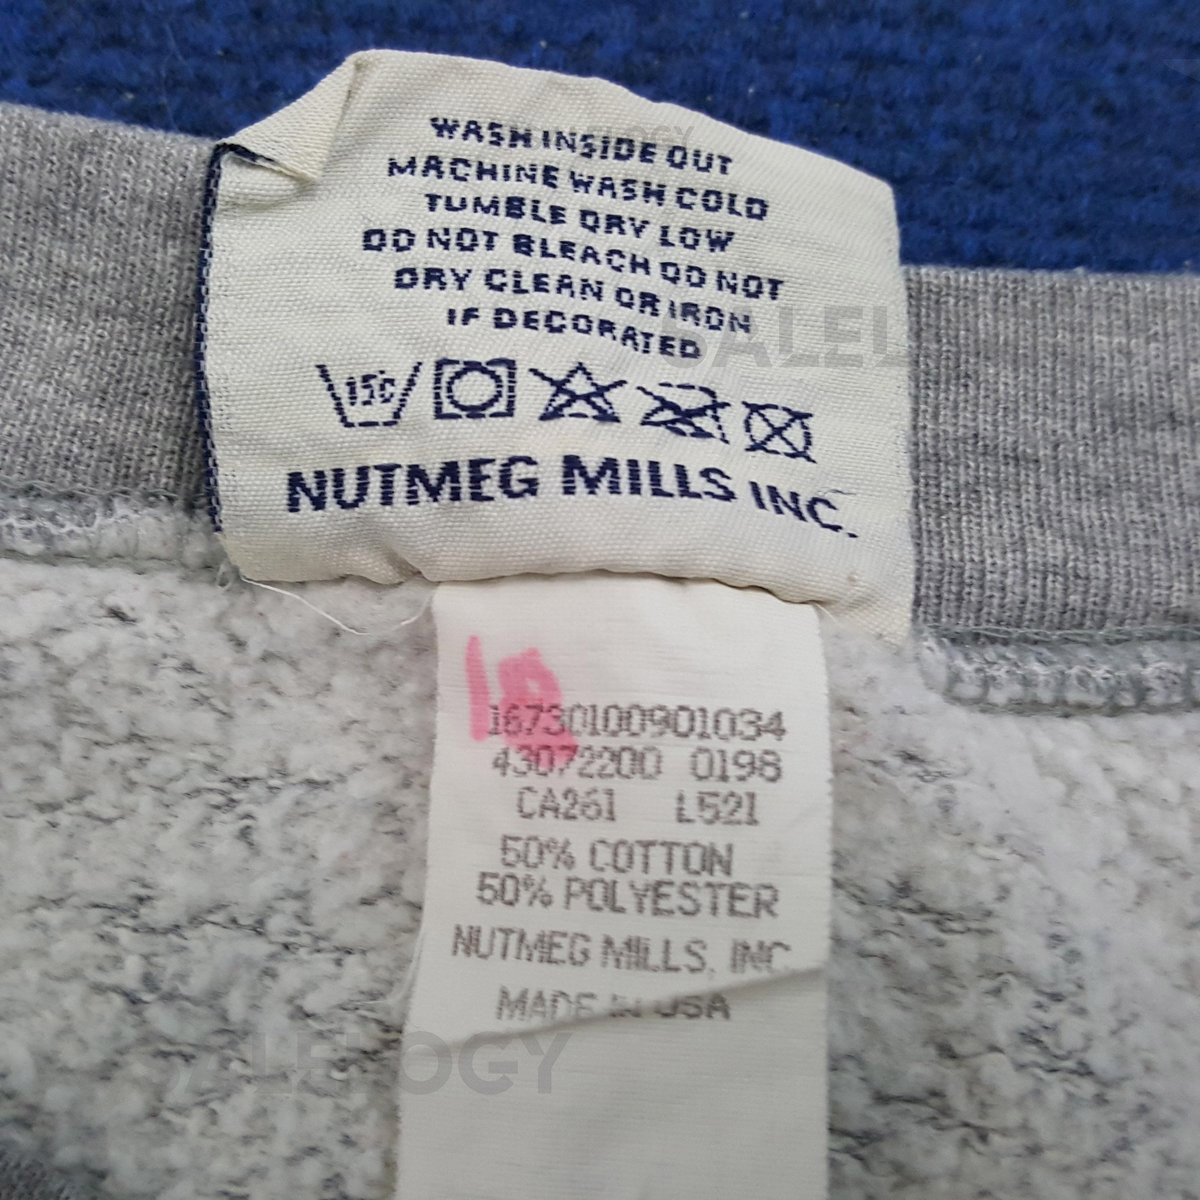 WASH INSIDE OUT
MACHINE WASH COLD
TUMBLE DRY LOW
DO NOT BLEACH DO NOT
DRY CLEAN OR IRON
IF DECORATED
15C
NUTMEG MILLS INC.
16730100901034
43072200 0198
CA261 L521
50% COTTON
50% POLYESTER
NUTMEG MILLS, INC
MADE IN USA